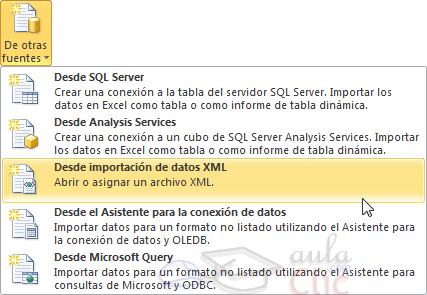 De otras
fuentes
Desde SQL Server
Crear una conexión a la tabla del servidor SQL Server. Importar los
datos en Excel como tabla o como informe de tabla dinámica.
Desde Analysis Services
Crear una conexión a un cubo de SQL Server Analysis Services. Importar
datos en Excel como tabla o como informe de tabla dinámica.
Desde importación de datos XML
Abrir o asignar un archivo XML.
Desde el Asistente para la conexión de datos
Importar datos para un formato no listado utilizando el Asistente para
la conexión de datos y OLEDB.
Desde Microsoft Query
Importar datos para un formato no listado utilizando el Asistente para
consultas de Microsoft y ODBC.
aula
clic